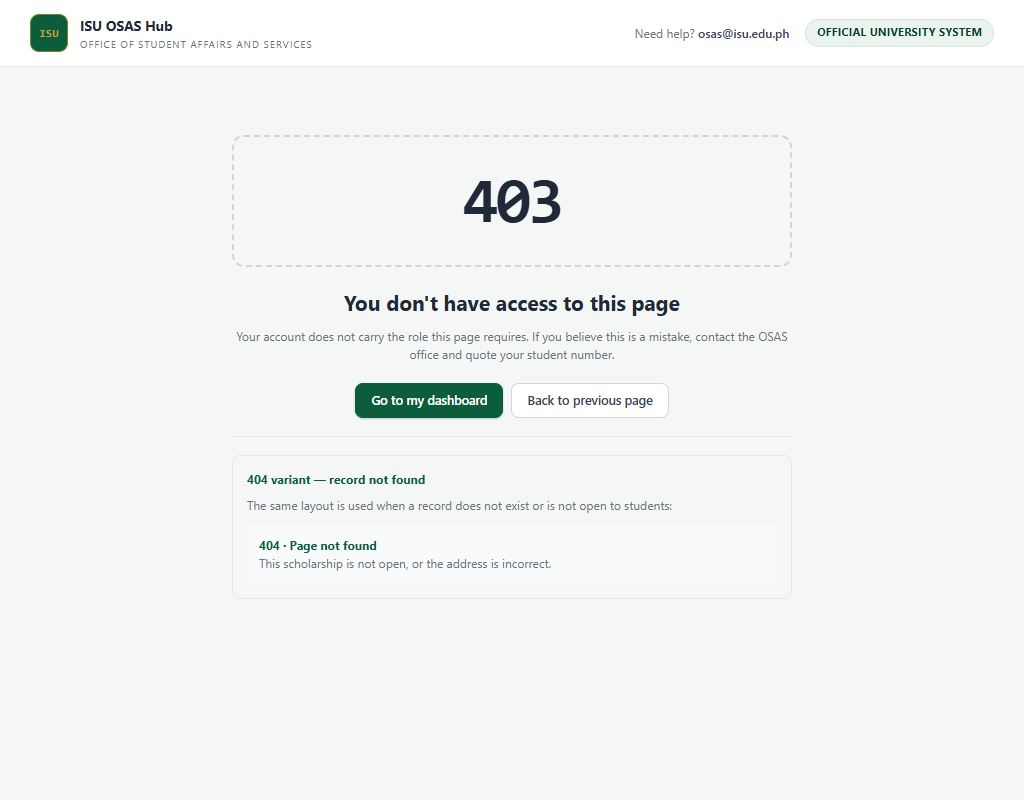 ISU
ISU OSAS Hub
OFFICE OF STUDENT AFFAIRS AND SERVICES
Need help? osas@isu.edu.ph
OFFICIAL UNIVERSITY SYSTEM
403
You don't have access to this page
Your account does not carry the role this page requires. If you believe this is a mistake, contact the OSAS
office and quote your student number.
Go to my dashboard
Back to previous page
404 variant — record not found
The same layout is used when a record does not exist or is not open to students:
404 · Page not found
This scholarship is not open, or the address is incorrect.